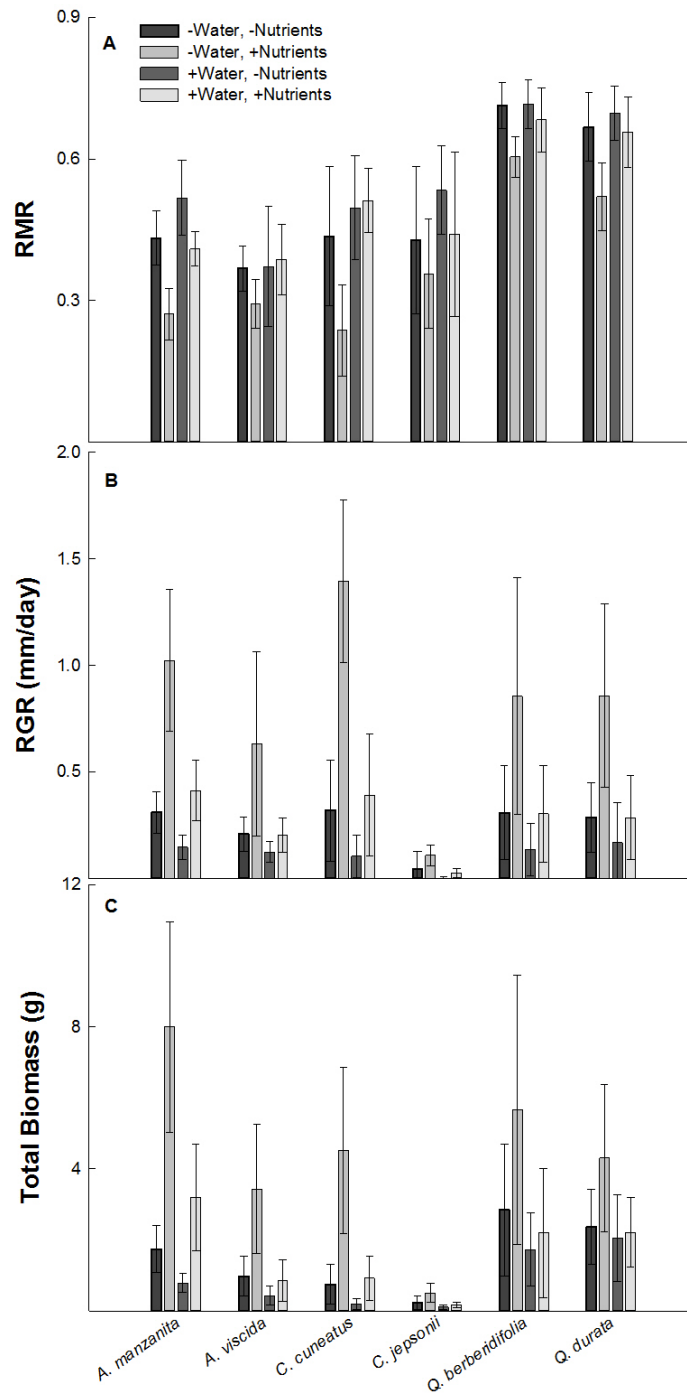 0.9
A
-Water, -Nutrients
-Water, +Nutrients
+Water, -Nutrients
+Water, +Nutrients
0.6
RMR
0.3
2.0
B
1.5
RGR (mm/day)
1.0
0.5
12
C
8
Total Biomass (g)
4
A. manzanita
A. viscida
C. cuneatus
C. jepsonii
Q. berberidifolia
Q. durata